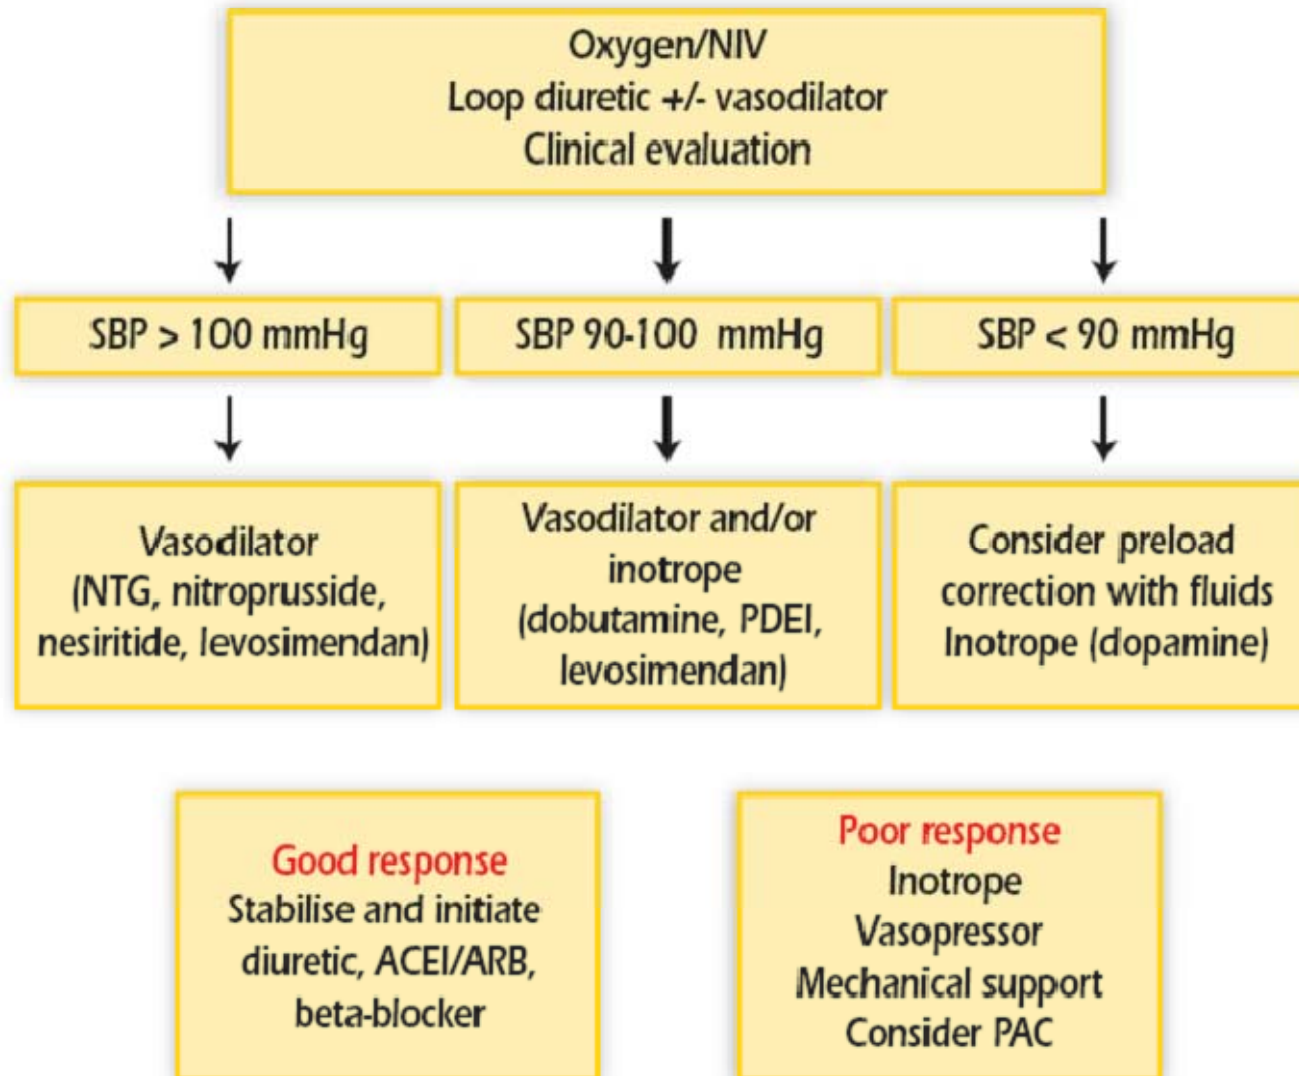 Oxygen/NIV
Loop diuretic +/- vasodilator
Clinical evaluation
SBP > 100 mmHg
SBP 90-100 mmHg
SBP < 90 mmHg
Vasodilator
(NTG, nitroprusside,
nesiritide, levosimendan)
Vasodilator and/or
inotrope
(dobutamine, PDEI,
levosimendan)
Consider preload
correction with fluids
Inotrope (dopamine)
Good response
Stabilise and initiate
diuretic, ACEI/ARB,
beta-blocker
Poor response
Inotrope
Vasopressor
Mechanical support
Consider PAC